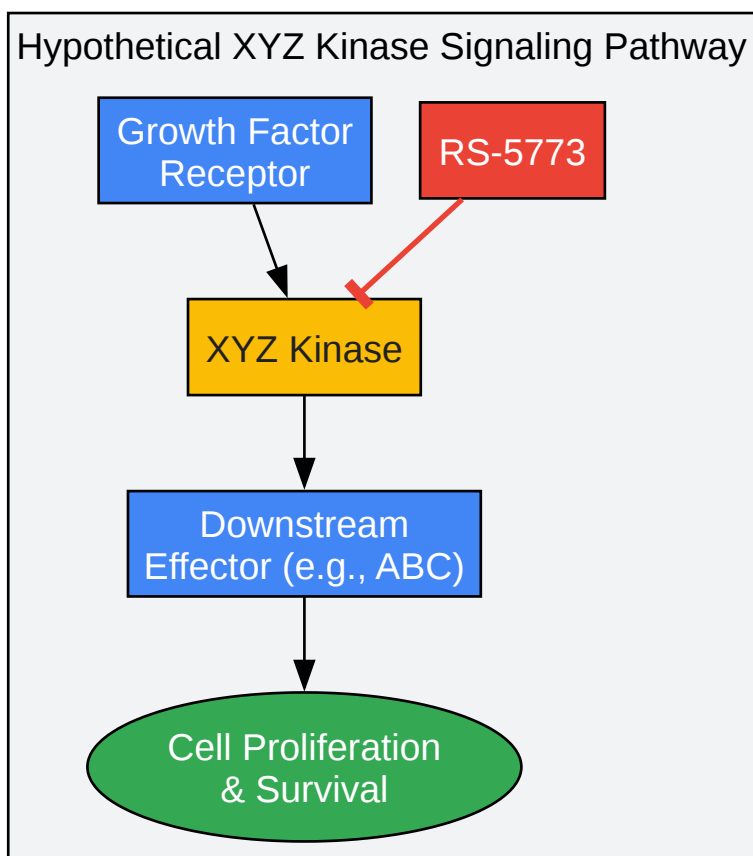 Hypothetical XYZ Kinase Signaling Pathway
Growth Factor
Receptor
RS-5773
XYZ Kinase
Downstream
Effector (e.g., ABC)
Cell Proliferation
& Survival